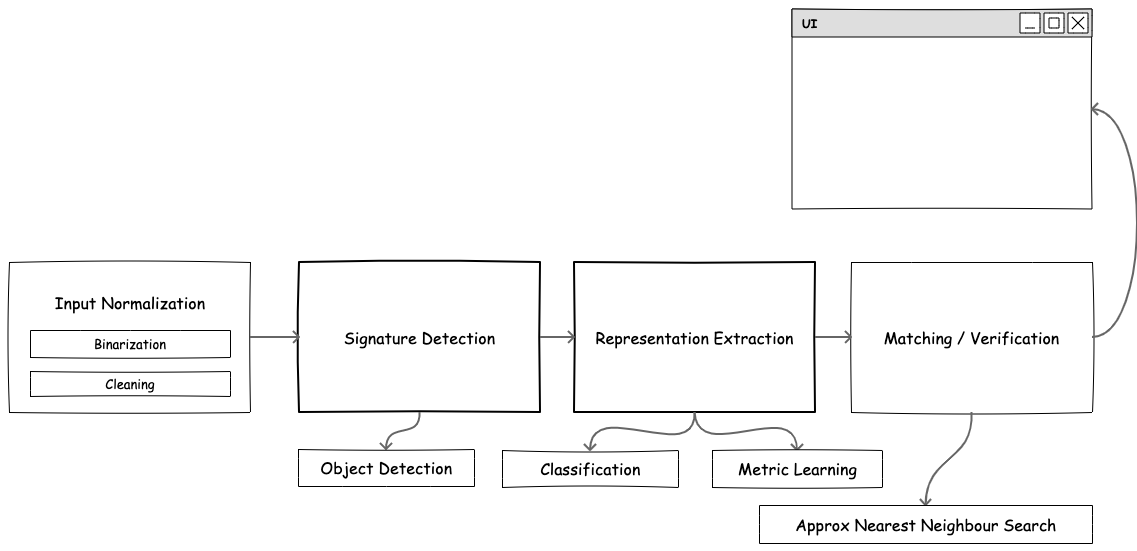 UI
Input Normalization
Binarization
Cleaning
Signature Detection
Representation Extraction
Matching / Verification
Object Detection
Classification
Metric Learning
Approx Nearest Neighbour Search